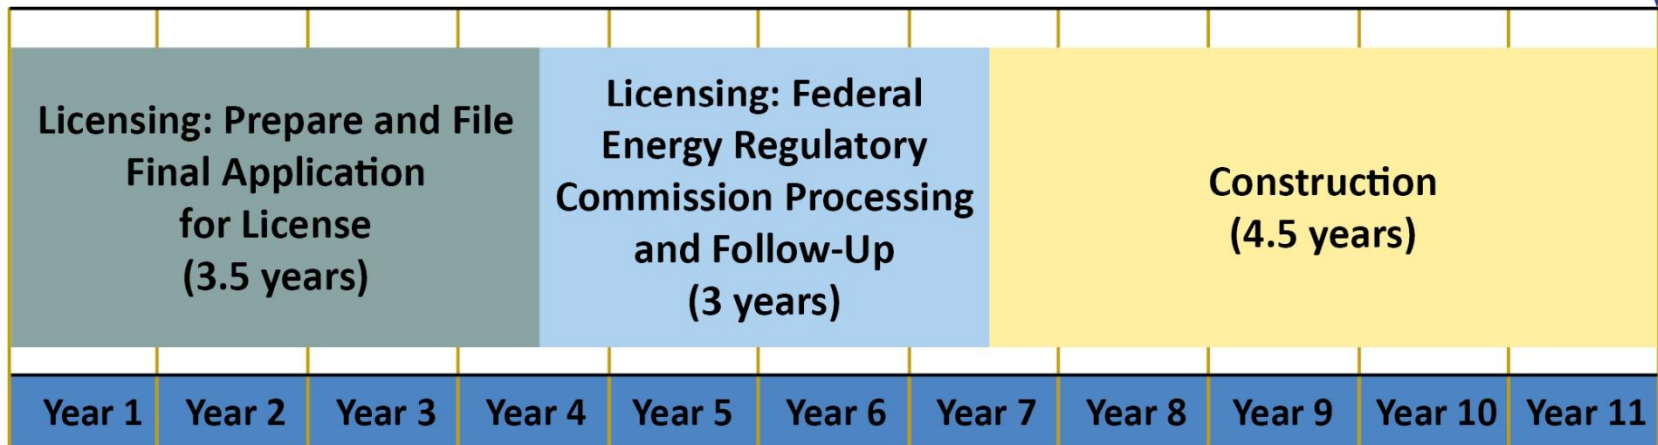 Licensing: Prepare and File
Final Application
for License
(3.5 years)
Licensing: Federal
Energy Regulatory
Commission Processing
and Follow-Up
(3 years)
Construction
(4.5 years)
Year 1
Year 2
Year 3
Year 4
Year 5
Year 6
Year 7
Year 8
Year 9
Year 10
Year 11